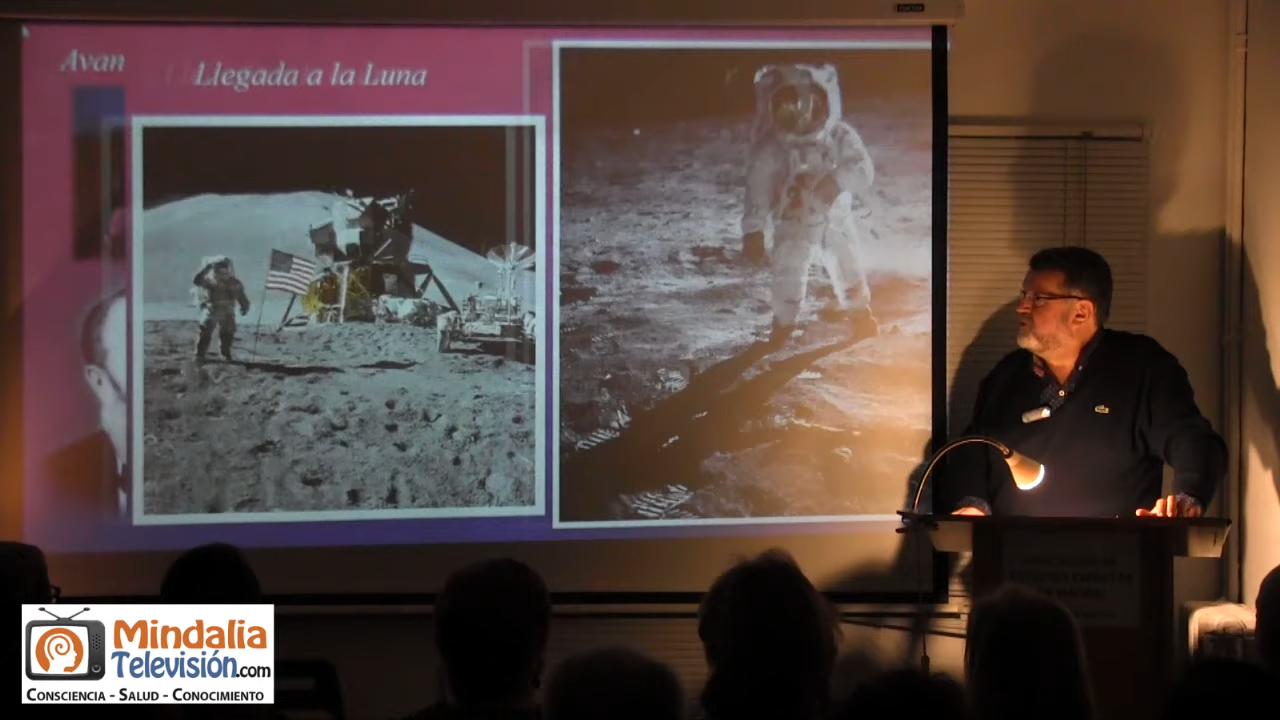 Avan
Llegada a la Luna
Mindalia
Televisión.com
CONSCIENCIA - SALUD - CONOCIMIENTO